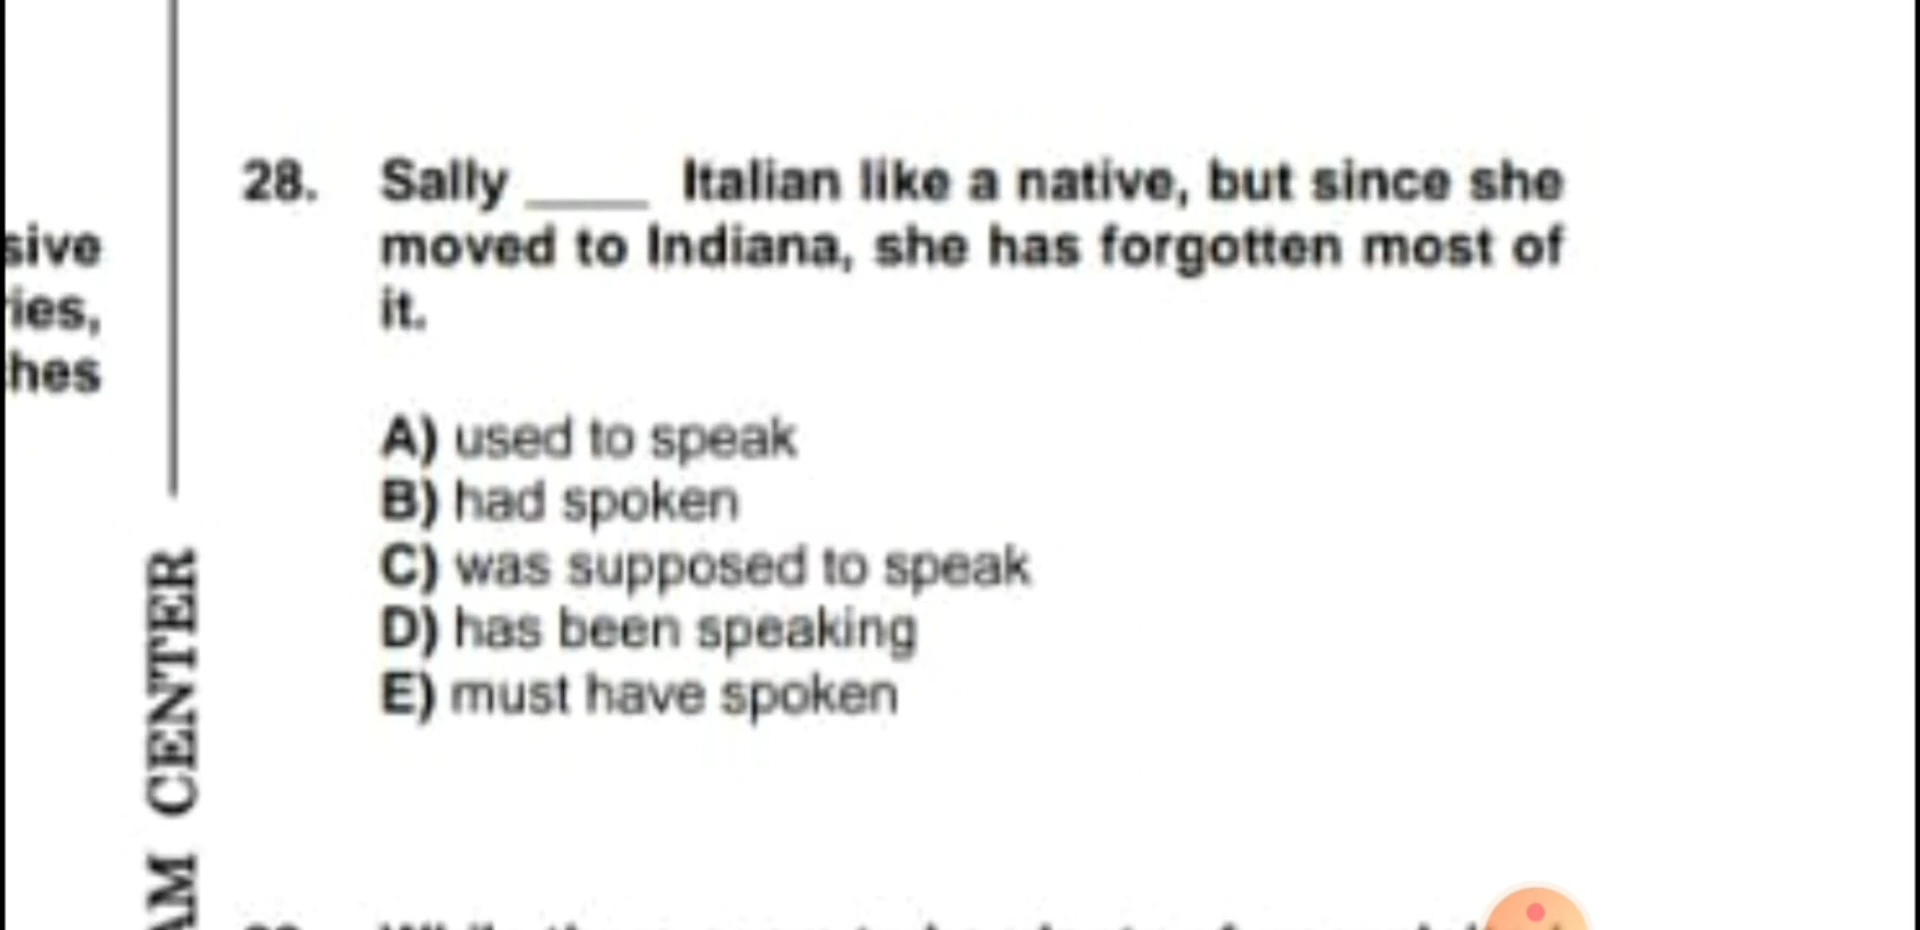 28. Sally ____ Italian like a native, but since she
moved to Indiana, she has forgotten most of
it.
A) used to speak
B) had spoken
C) was supposed to speak
D) has been speaking
E) must have spoken
sive
ies,
hes
AM CENTER